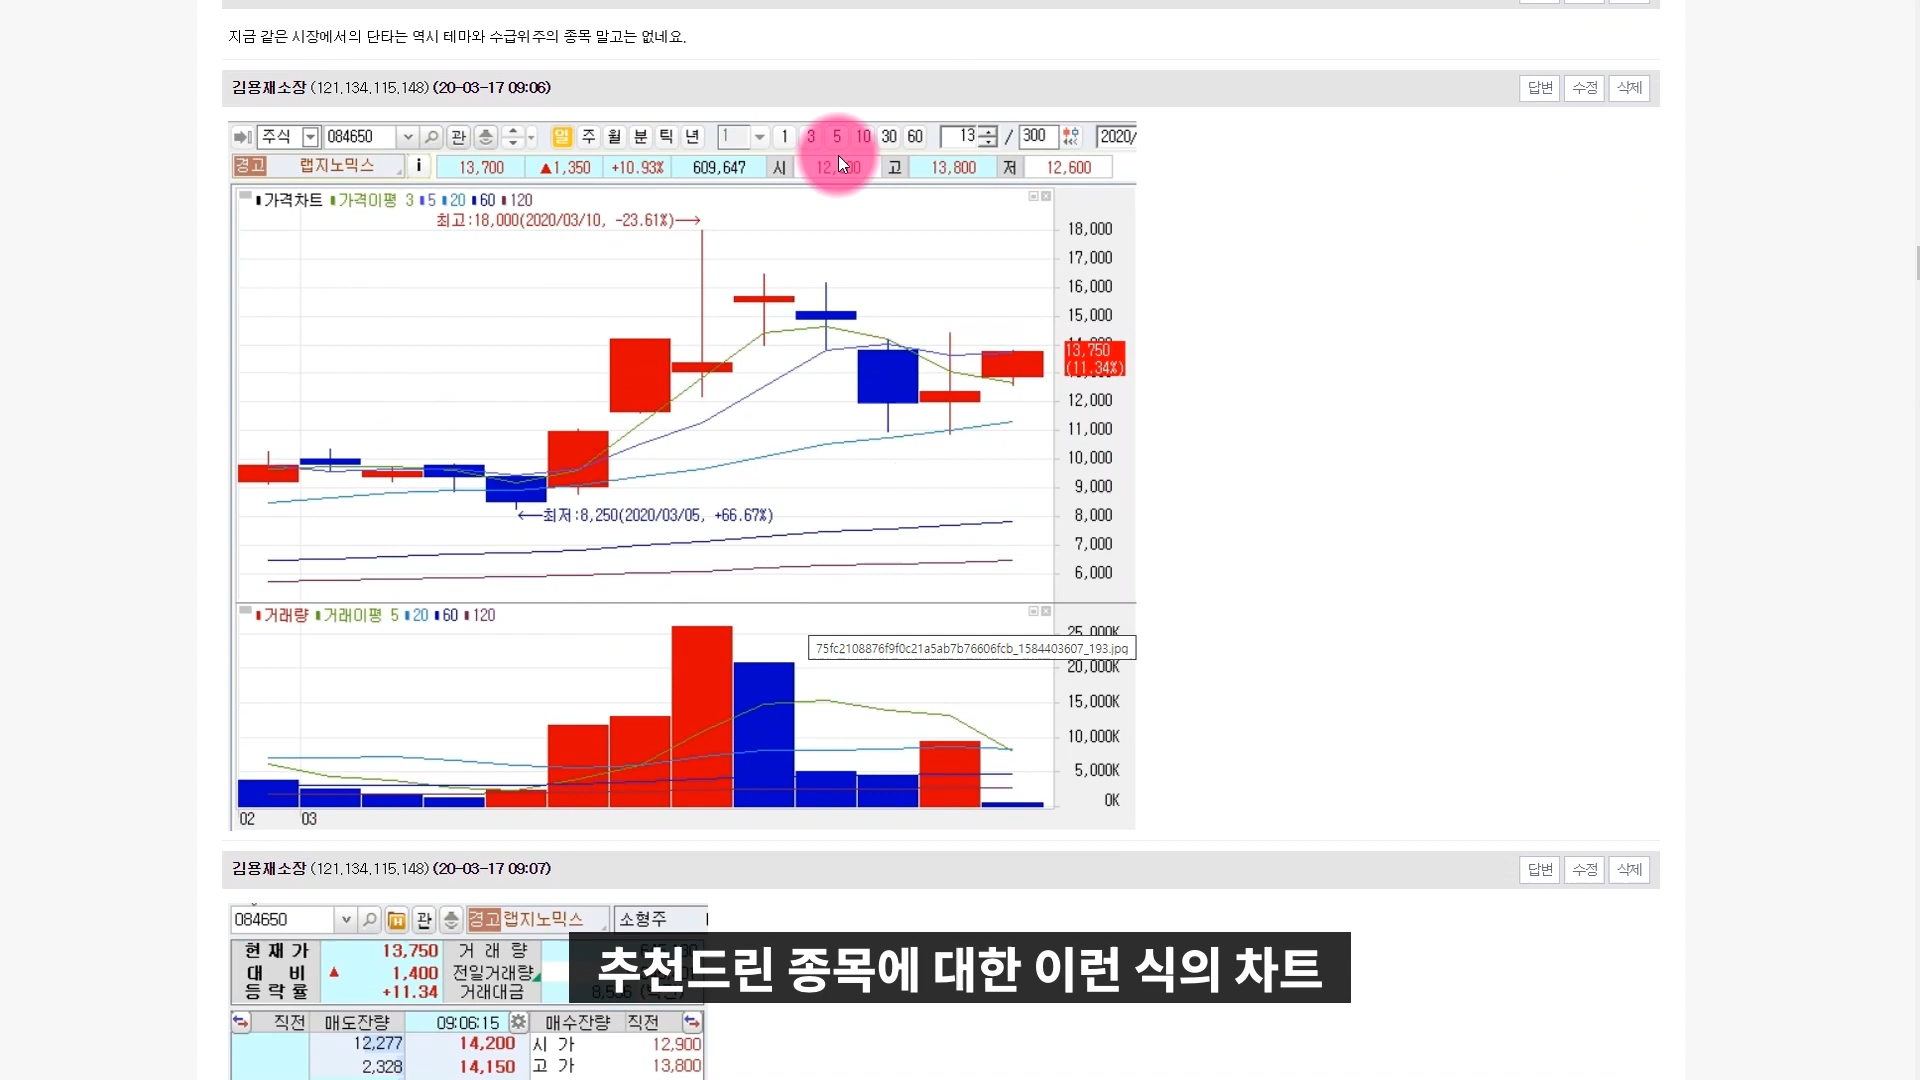 지금 같은 시장에서의 단타는 역시 테마와 수급위주의 종목 말고는 없네요.
김용재소장 (121.134.115.148) (20-03-17 09:06)
답변 수정 삭제
주식 084650 관 일 주 월 분 틱 년 1 1 3 5 10 30 60 13 / 300 2020/
경고 랩지노믹스 i 13,700 ▲1,350 +10.93% 609,647 시 고 13,800 저 12,600
가격차트 가격이평 3 5 20 60 120
최고:18,000(2020/03/10, -23.61%)→
18,000
17,000
16,000
15,000
13,750
(11.34%)
12,000
11,000
10,000
9,000
8,000
7,000
6,000
←최저:8,250(2020/03/05, +66.67%)
거래량 거래이평 5 20 60 120
25,000K
75fc2108876f9f0c21a5ab7b76606fcb_1584403607_193.jpg
20,000K
15,000K
10,000K
5,000K
0K
02 03
김용재소장 (121.134.115.148) (20-03-17 09:07)
답변 수정 삭제
084650 관 경고 랩지노믹스 소형주
현 재 가 13,750 거 래 량
대 비 ▲ 1,400 전일거래량
등 락 률 +11.34 거래대금
추천드린 종목에 대한 이런 식의 차트
직전 매도잔량 09:06:15 매수잔량 직전
12,277 14,200 시 가 12,900
2,328 14,150 고 가 13,800